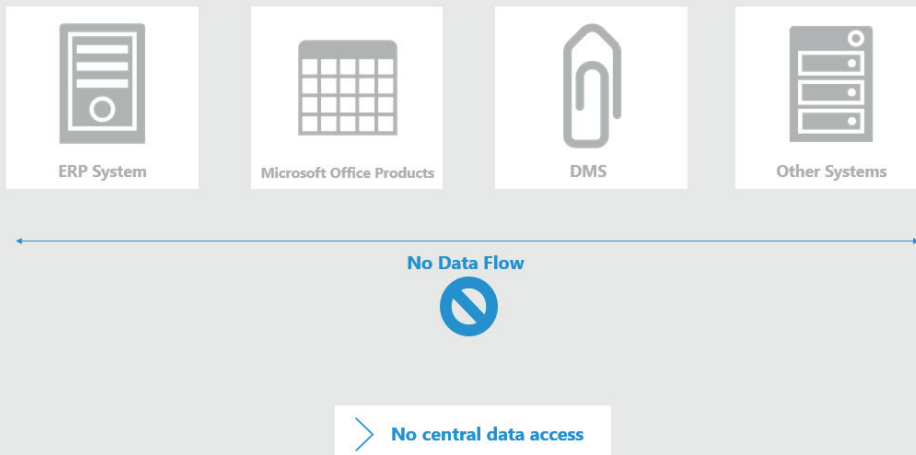 ERP System
Microsoft Office Products
DMS
Other Systems
No Data Flow
No central data access